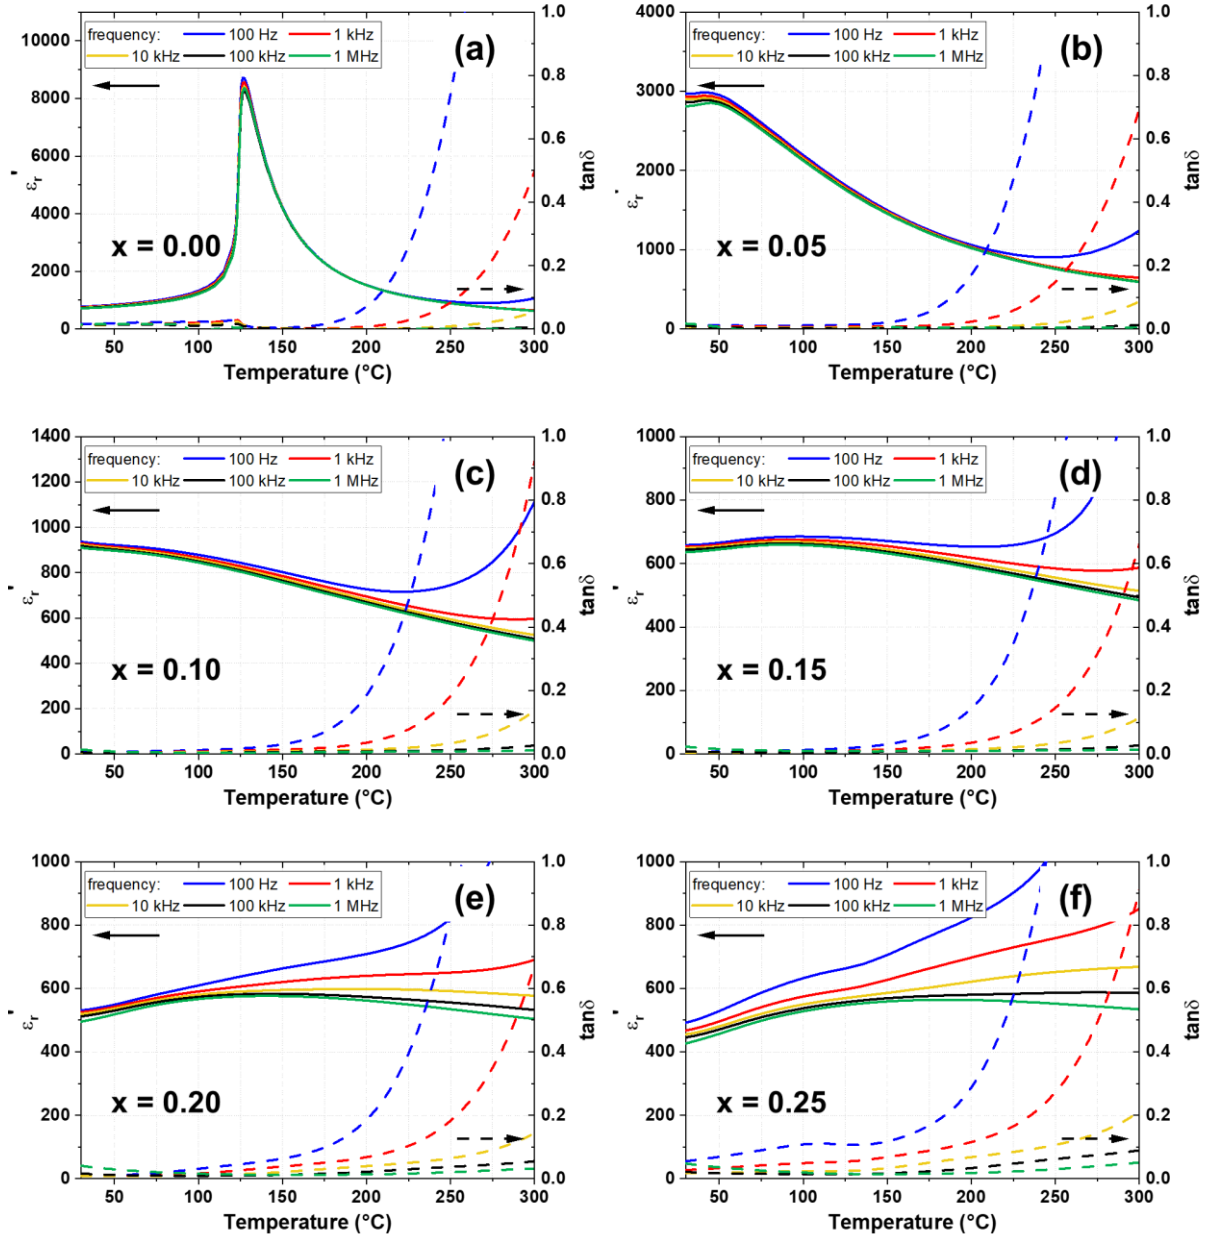 frequency: 100 Hz 1 kHz
10 kHz 100 kHz 1 MHz
(a)
x = 0.00
εr'
10000
8000
6000
4000
2000
0
tanδ
1.0
0.8
0.6
0.4
0.2
0.0
50 100 150 200 250 300
Temperature (°C)
frequency: 100 Hz 1 kHz
10 kHz 100 kHz 1 MHz
(b)
x = 0.05
εr'
4000
3000
2000
1000
0
tanδ
1.0
0.8
0.6
0.4
0.2
0.0
50 100 150 200 250 300
Temperature (°C)
frequency: 100 Hz 1 kHz
10 kHz 100 kHz 1 MHz
(c)
x = 0.10
εr'
1400
1200
1000
800
600
400
200
0
tanδ
1.0
0.8
0.6
0.4
0.2
0.0
50 100 150 200 250 300
Temperature (°C)
frequency: 100 Hz 1 kHz
10 kHz 100 kHz 1 MHz
(d)
x = 0.15
εr'
1000
800
600
400
200
0
tanδ
1.0
0.8
0.6
0.4
0.2
0.0
50 100 150 200 250 300
Temperature (°C)
frequency: 100 Hz 1 kHz
10 kHz 100 kHz 1 MHz
(e)
x = 0.20
εr'
1000
800
600
400
200
0
tanδ
1.0
0.8
0.6
0.4
0.2
0.0
50 100 150 200 250 300
Temperature (°C)
frequency: 100 Hz 1 kHz
10 kHz 100 kHz 1 MHz
(f)
x = 0.25
εr'
1000
800
600
400
200
0
tanδ
1.0
0.8
0.6
0.4
0.2
0.0
50 100 150 200 250 300
Temperature (°C)